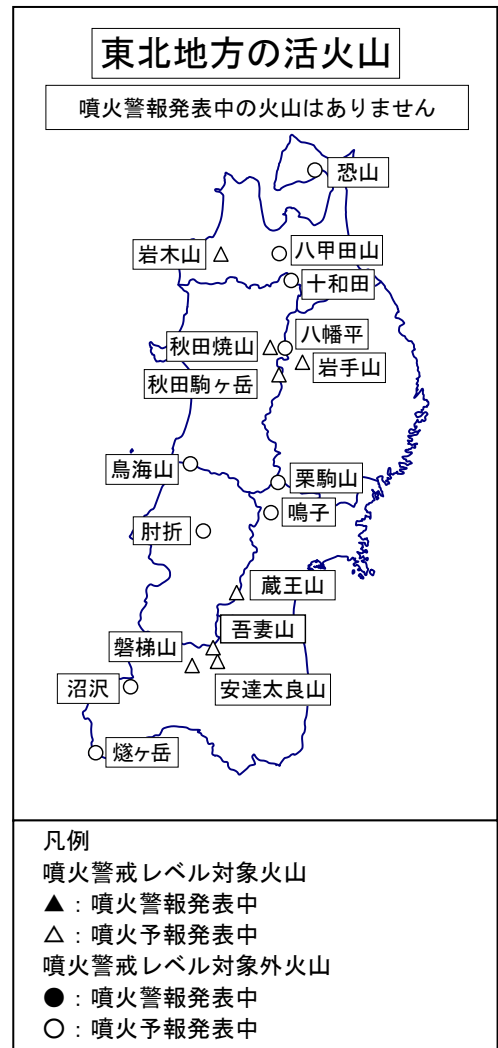 東北地方の活火山
噴火警報発表中の火山はありません
恐山
岩木山
八甲田山
十和田
秋田焼山
八幡平
岩手山
秋田駒ヶ岳
鳥海山
栗駒山
鳴子
肘折
蔵王山
吾妻山
磐梯山
沼沢
安達太良山
燧ヶ岳
凡例
噴火警戒レベル対象火山
▲：噴火警報発表中
△：噴火予報発表中
噴火警戒レベル対象外火山
●：噴火警報発表中
○：噴火予報発表中